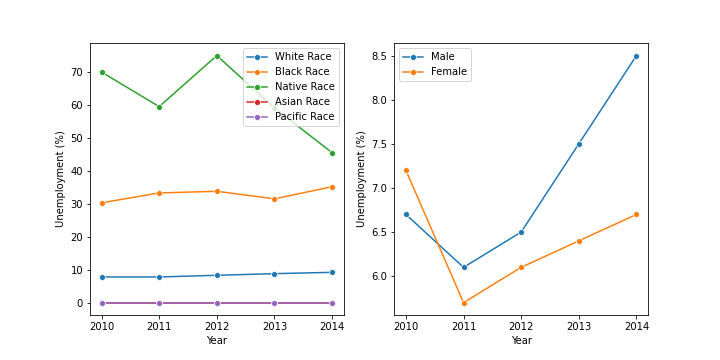 White Race
Black Race
Native Race
Asian Race
Pacific Race
70
60
50
40
30
20
10
0
Unemployment (%)
2010 2011 2012 2013 2014
Year
Male
Female
8.5
8.0
7.5
7.0
6.5
6.0
Unemployment (%)
2010 2011 2012 2013 2014
Year